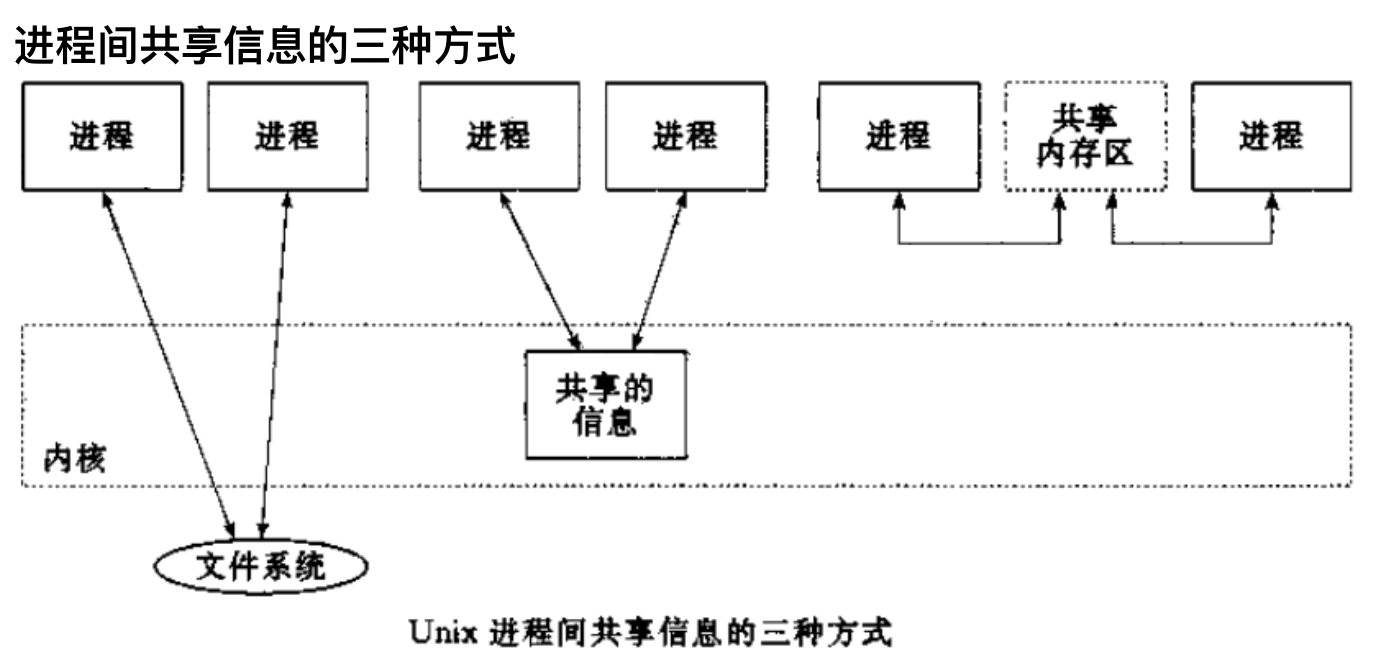 进程间共享信息的三种方式
进程
进程
进程
进程
进程
共享
内存区
进程
共享的
信息
内核
文件系统
Unix 进程间共享信息的三种方式